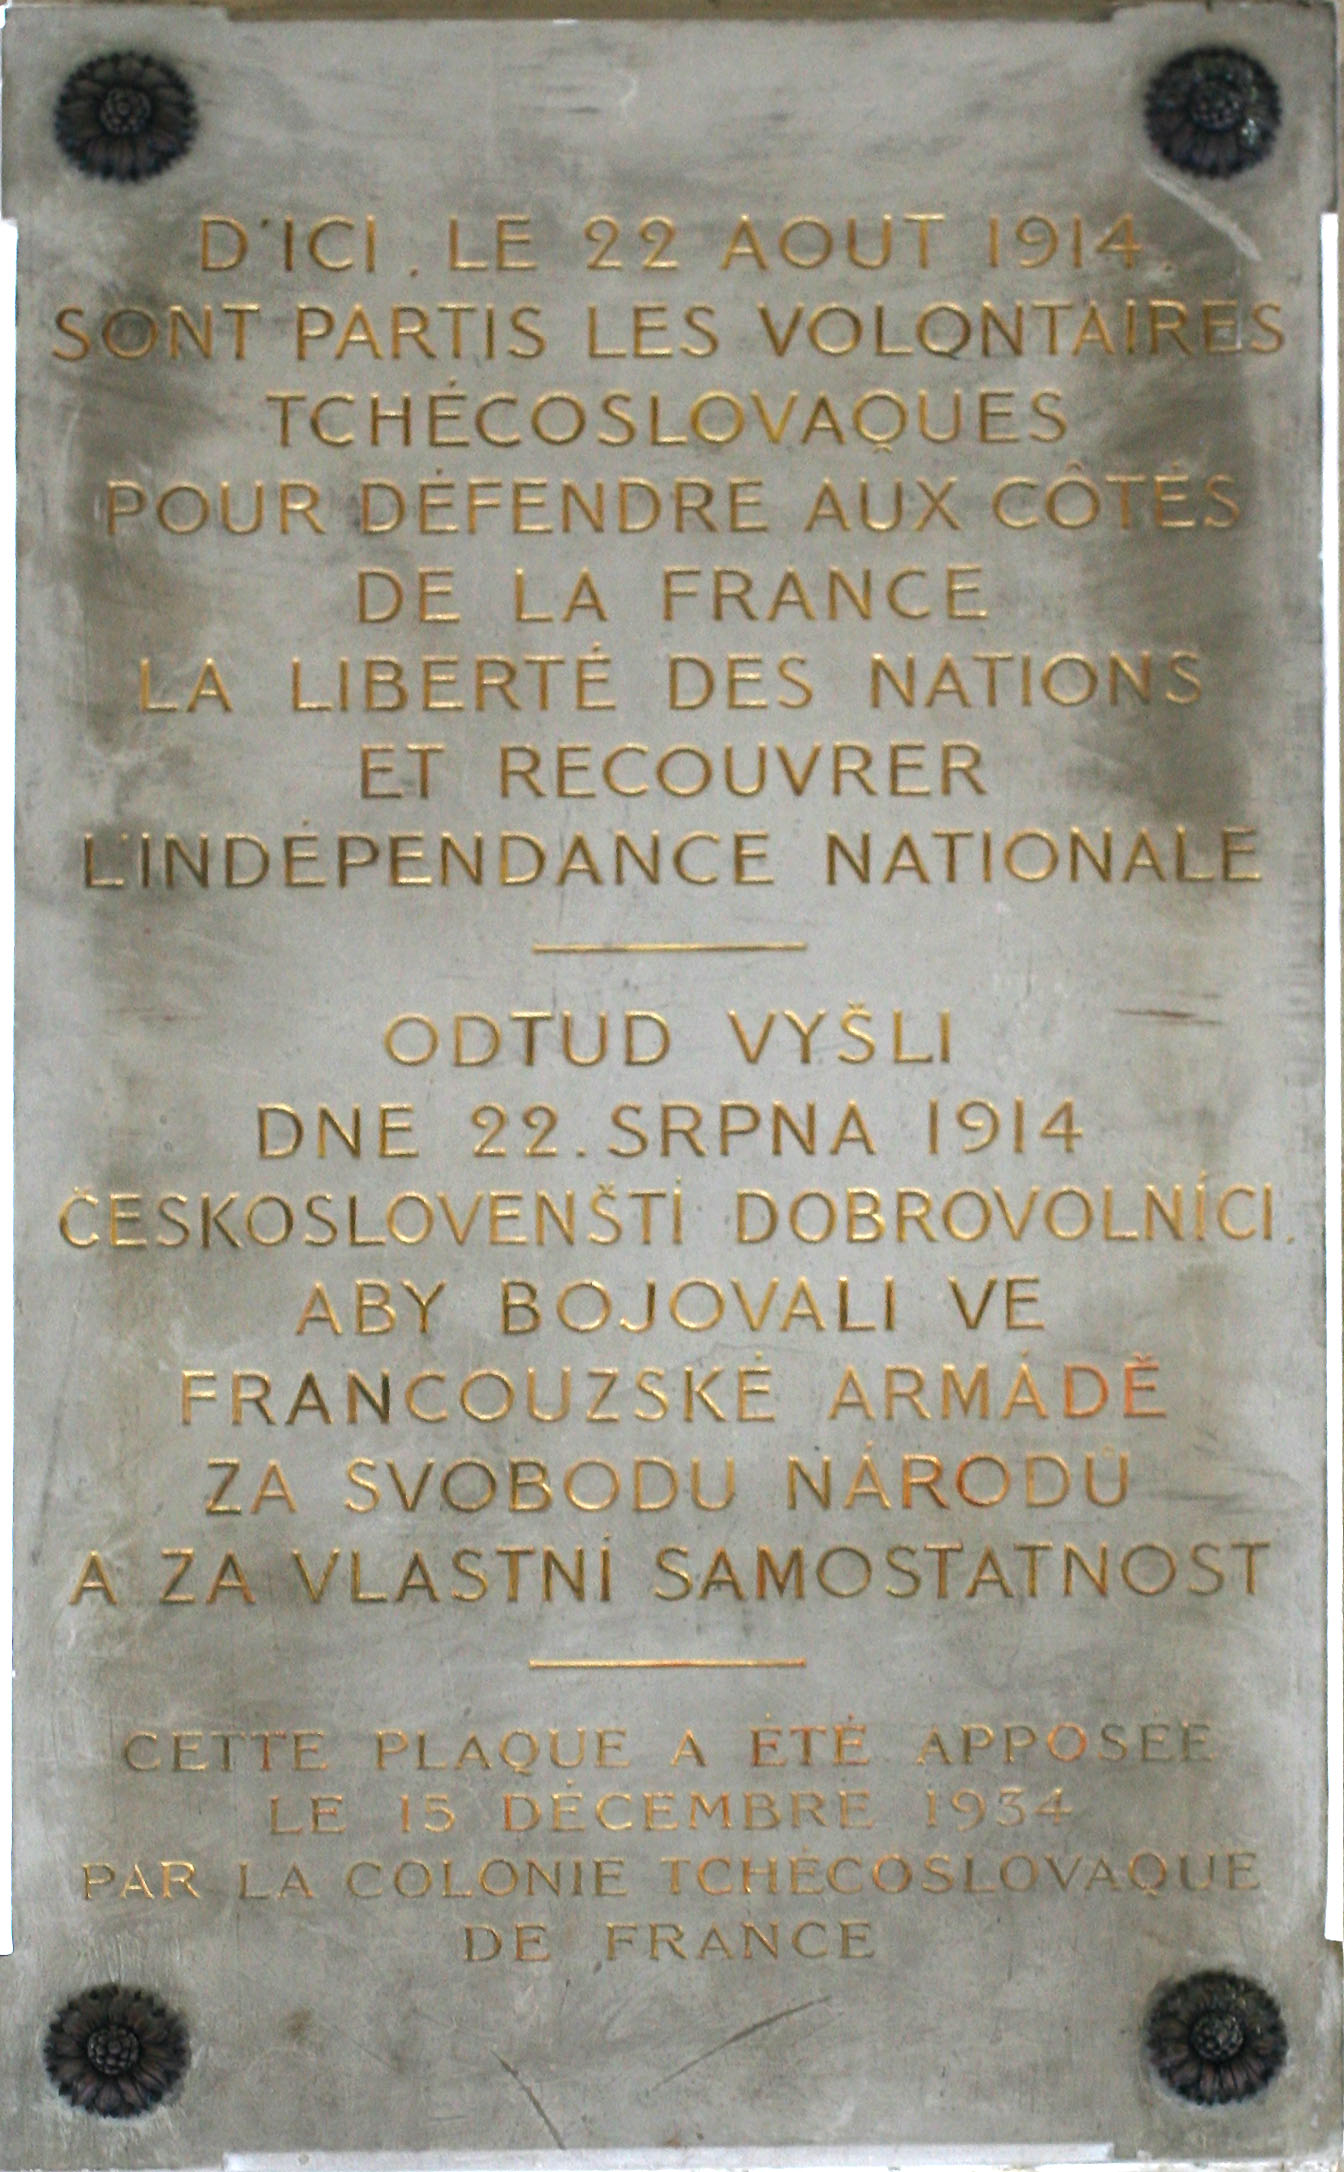 D'ICI. LE 22 AOUT 1914.
SONT PARTIS LES VOLONTAIRES
TCHÉCOSLOVAQUES
POUR DÉFENDRE AUX CÔTÉS
DE LA FRANCE
LA LIBERTÉ DES NATIONS
ET RECOUVRER
L'INDÉPENDANCE NATIONALE
ODTUD VYŠLI
DNE 22. SRPNA 1914
ČESKOSLOVENŠTÍ DOBROVOLNÍCI.
ABY BOJOVALI VE
FRANCOUZSKÉ ARMÁDĚ
ZA SVOBODU NÁRODŮ
A ZA VLASTNÍ SAMOSTATNOST
CETTE PLAQUE A ÉTÉ APPOSÉE
LE 15 DÉCEMBRE 1934
PAR LA COLONIE TCHÉCOSLOVAQUE
DE FRANCE